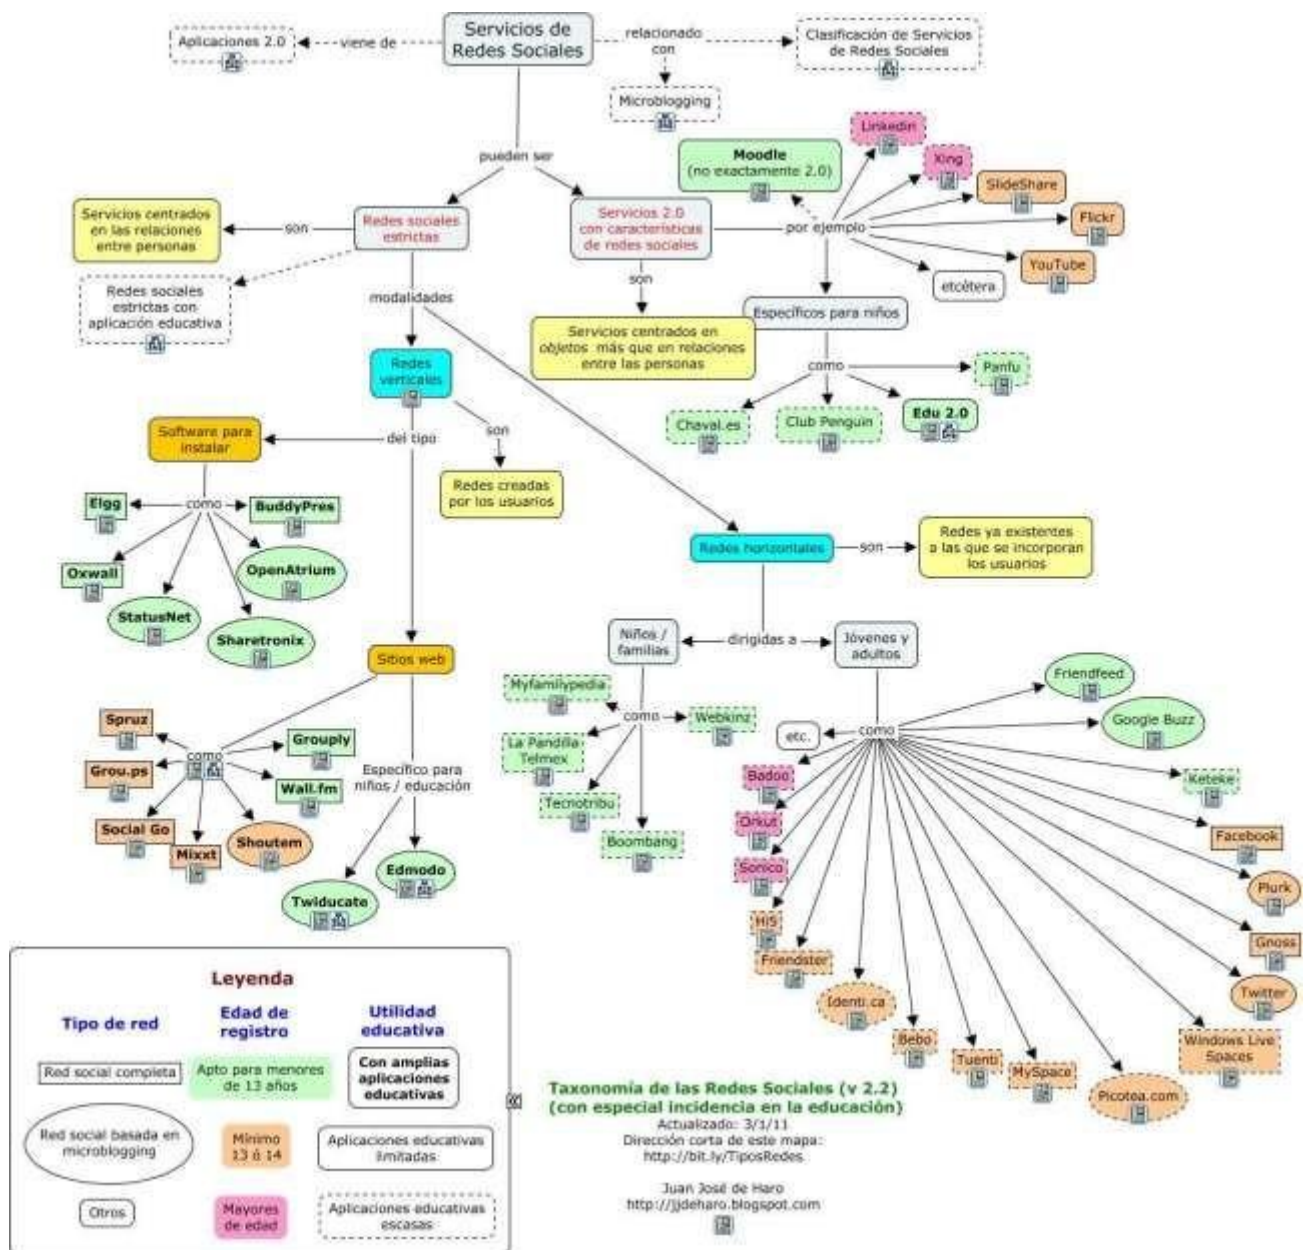 Servicios de
Redes Sociales
Aplicaciones 2.0
viene de
relacionado
con
Clasificación de Servicios
de Redes Sociales
Microblogging
pueden ser
Moodle
(no exactamente 2.0)
Linkedin
Xing
SlideShare
Flickr
YouTube
etcétera
por ejemplo
Servicios centrados
en las relaciones
entre personas
son
Redes sociales
estrictas
Servicios 2.0
con características
de redes sociales
Redes sociales
estrictas con
aplicación educativa
modalidades
son
Específicos para niños
Servicios centrados en
objetos más que en relaciones
entre las personas
como
Panfu
Chaval.es
Club Penguin
Edu 2.0
Redes
verticales
Software para
instalar
del tipo
son
Redes creadas
por los usuarios
Elgg
como
BuddyPres
Oxwall
OpenAtrium
StatusNet
Sharetronix
Redes horizontales
son
Redes ya existentes
a las que se incorporan
los usuarios
Sitios web
Niños /
familias
dirigidas a
Jóvenes y
adultos
Spruz
como
Grouply
Grou.ps
Wall.fm
Social Go
Mixxt
Shoutem
Específico para
niños / educación
Edmodo
Twiducate
Myfamilypedia
como
Webkinz
La Pandilla
Telmex
Tecnotribu
Boombang
etc.
como
Friendfeed
Google Buzz
Keteke
Facebook
Plurk
Gnoss
Twitter
Windows Live
Spaces
Picotea.com
MySpace
Tuenti
Bebo
Identi.ca
Friendster
Hi5
Sonico
Orkut
Badoo
Leyenda
Tipo de red
Edad de
registro
Utilidad
educativa
Red social completa
Apto para menores
de 13 años
Con amplias
aplicaciones
educativas
Red social basada en
microblogging
Mínimo
13 ó 14
Aplicaciones educativas
limitadas
Otros
Mayores
de edad
Aplicaciones educativas
escasas
Taxonomía de las Redes Sociales (v 2.2)
(con especial incidencia en la educación)
Actualizado: 3/1/11
Dirección corta de este mapa:
http://bit.ly/TiposRedes
Juan José de Haro
http://jjdeharo.blogspot.com